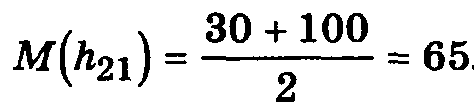 M(h₂₁) = (30 + 100)/2 = 65.